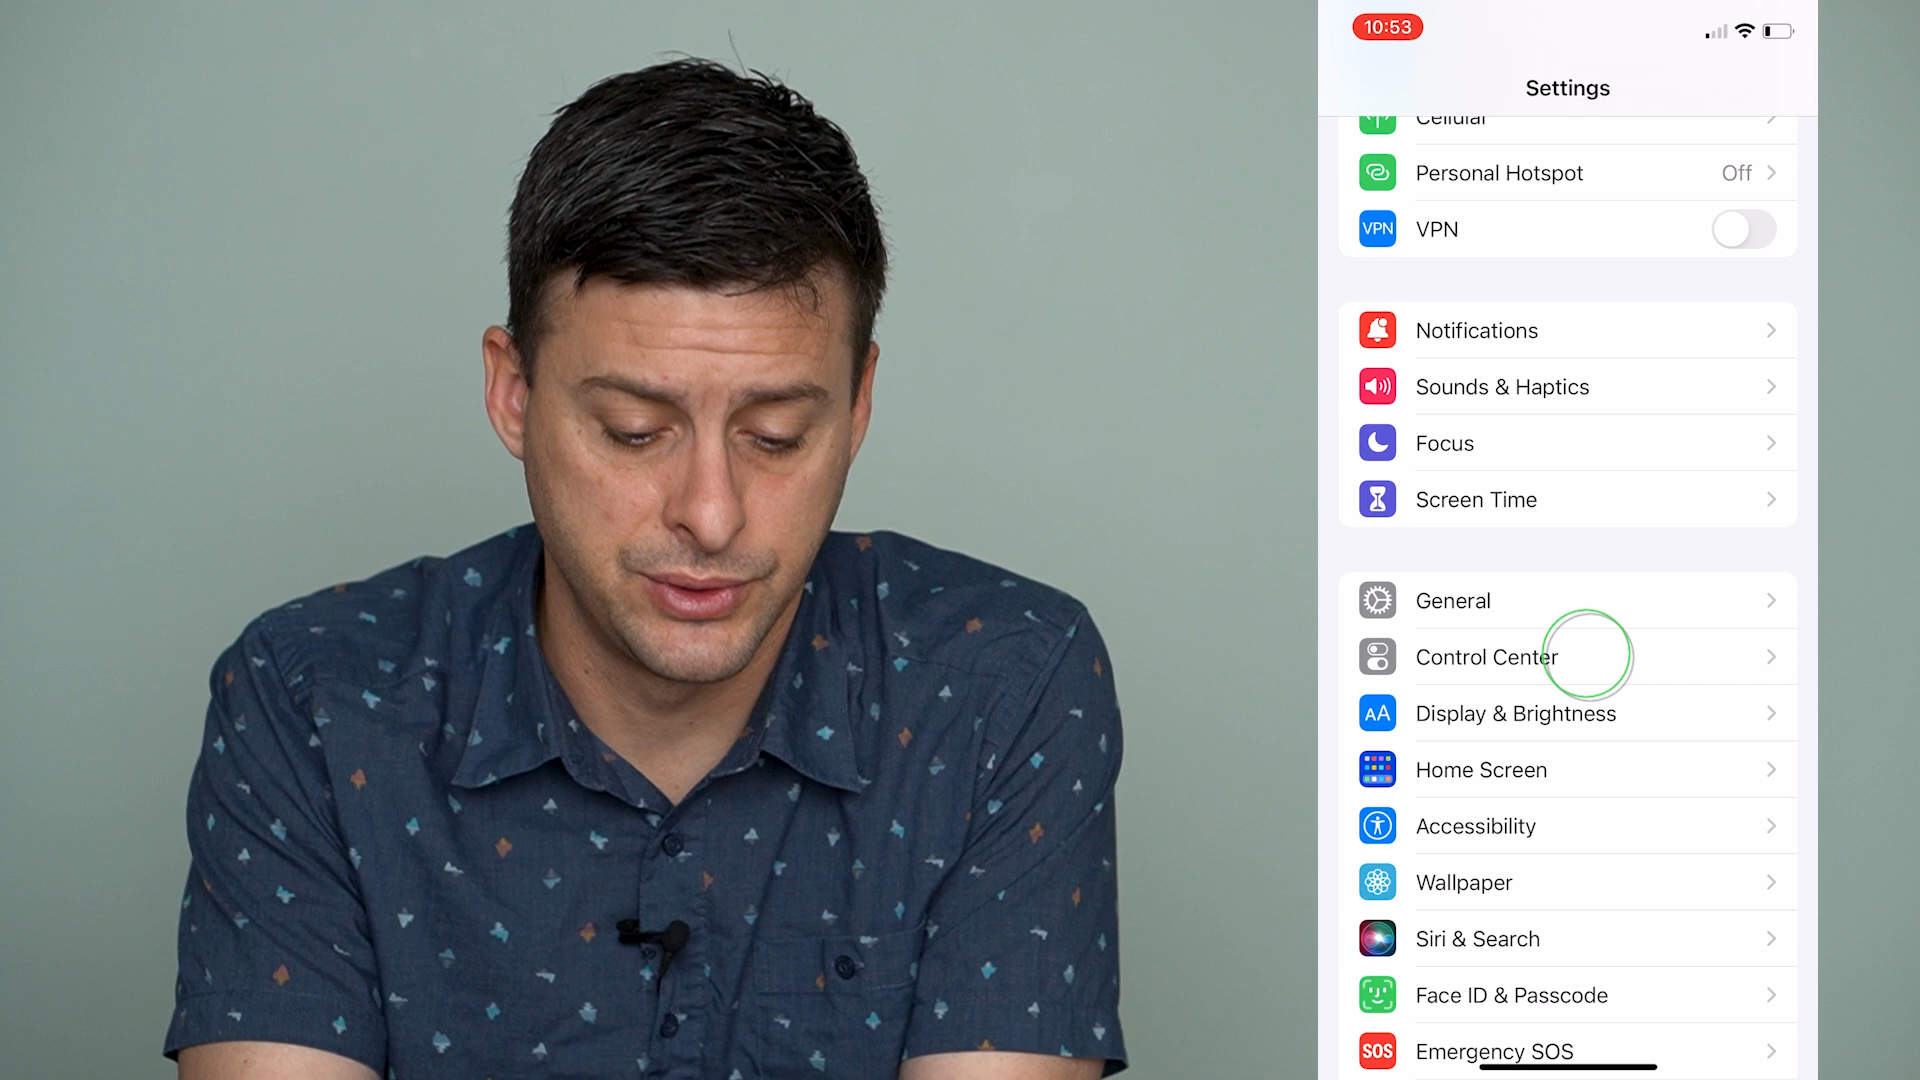 10:53
Settings
Cellular
Personal Hotspot Off
VPN VPN
Notifications
Sounds & Haptics
Focus
Screen Time
General
Control Center
AA Display & Brightness
Home Screen
Accessibility
Wallpaper
Siri & Search
Face ID & Passcode
SOS Emergency SOS